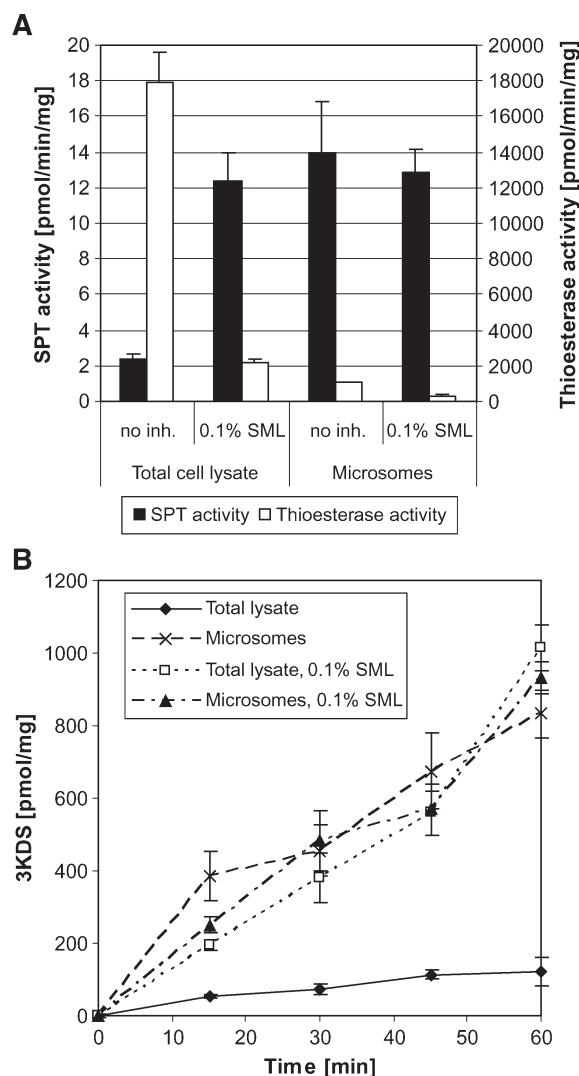 A
SPT activity [pmol/min/mg]
Thioesterase activity [pmol/min/mg]
20 20000
18 18000
16 16000
14 14000
12 12000
10 10000
8 8000
6 6000
4 4000
2 2000
0 0
no inh. 0.1% SML no inh. 0.1% SML
Total cell lysate Microsomes
SPT activity Thioesterase activity
B
3KDS [pmol/mg]
1200
1000
800
600
400
200
0
Total lysate
Microsomes
Total lysate, 0.1% SML
Microsomes, 0.1% SML
0 10 20 30 40 50 60
Time [min]